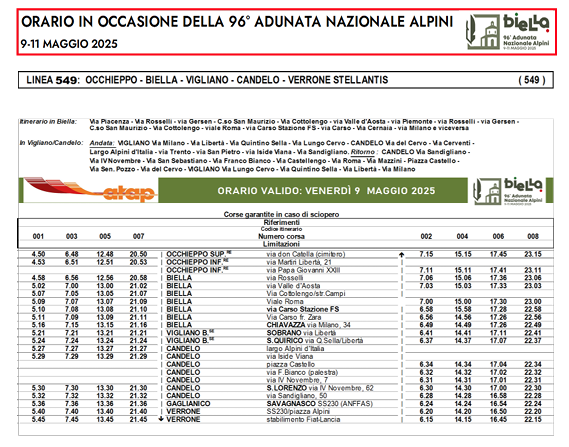 ORARIO IN OCCASIONE DELLA 96° ADUNATA NAZIONALE ALPINI
9-11 MAGGIO 2025
biella
96° Adunata
Nazionale Alpini
9-11 MAGGIO 2025
LINEA 549: OCCHIEPPO - BIELLA - VIGLIANO - CANDELO - VERRONE STELLANTIS ( 549 )
Itinerario in Biella: Via Piacenza - Via Rosselli - via Gersen - C.so San Maurizio - Via Cottolengo - via Valle d'Aosta - via Piemonte - via Rosselli - via Gersen -
C.so San Maurizio - Via Cottolengo - viale Roma - via Carso Stazione FS - via Carso - Via Cernaia - via Milano e viceversa
In Vigliano/Candelo: Andata: VIGLIANO Via Milano - Via Libertà - Via Quintino Sella - Via Lungo Cervo - CANDELO Via del Cervo - Via Cerventi -
Largo Alpini d'Italia - via Trento - via San Pietro - via Iside Viana - Via Sandigliano. Ritorno: CANDELO Via Sandigliano -
Via IV Novembre - Via San Sebastiano - Via Franco Bianco - Via Castellengo - Via Roma - Via Mazzini - Piazza Castello -
Via Sen. Pozzo - Via del Cervo - VIGLIANO Via Lungo Cervo - Via Quintino Sella - Via Libertà - Via Milano
atap
ORARIO VALIDO: VENERDÌ 9 MAGGIO 2025
biella
96° Adunata
Nazionale Alpini
Corse garantite in caso di sciopero
Riferimenti
Codice itinerario
001 003 005 007 Numero corsa 002 004 006 008
Limitazioni
4.50 6.48 12.48 20.50 OCCHIEPPO SUP.RE via don Catella (cimitero) 7.15 15.15 17.45 23.15
4.53 6.51 12.51 20.53 OCCHIEPPO INF.RE via Martiri Libertà, 21
OCCHIEPPO INF.RE via Papa Giovanni XXIII 7.11 15.11 17.41 23.11
4.58 6.56 12.56 20.58 BIELLA via Rosselli 7.06 15.06 17.36 23.06
5.02 7.00 13.00 21.02 BIELLA via Valle d'Aosta 7.03 15.03 17.33 23.03
5.07 7.05 13.05 21.07 BIELLA Via Cottolengo/str.Campi
5.09 7.07 13.07 21.09 BIELLA Viale Roma 7.00 15.00 17.30 23.00
5.10 7.08 13.08 21.10 BIELLA via Carso Stazione FS 6.58 15.58 17.28 22.58
5.11 7.09 13.09 21.11 BIELLA Via Carso fr. Zara 6.56 14.56 17.26 22.56
5.16 7.15 13.15 21.16 BIELLA CHIAVAZZA via Milano, 34 6.49 14.49 17.26 22.49
5.21 7.21 13.21 21.21 VIGLIANO B.SE SOBRANO via Libertà 6.41 14.41 17.11 22.41
5.24 7.24 13.24 21.24 VIGLIANO B.SE S.QUIRICO via Q.Sella/Libertà 6.37 14.37 17.07 22.37
5.27 7.27 13.27 21.27 CANDELO largo Alpini d'Italia
5.29 7.29 13.29 21.29 CANDELO via Iside Viana
CANDELO piazza Castello 6.34 14.34 17.04 22.34
CANDELO via F.Bianco (palestra) 6.32 14.32 17.02 22.32
CANDELO via IV Novembre, 7 6.31 14.31 17.01 22.31
5.30 7.30 13.30 21.30 CANDELO S.LORENZO via IV Novembre, 62 6.30 14.30 17.00 22.30
5.32 7.32 13.32 21.32 CANDELO via Sandigliano, 50 6.28 14.28 16.58 22.28
5.36 7.36 13.36 21.36 GAGLIANICO SAVAGNASCO SS230 (ANFFAS) 6.24 14.24 16.54 22.24
5.40 7.40 13.40 21.40 VERRONE SS230/piazza Alpini 6.20 14.20 16.50 22.20
5.45 7.45 13.45 21.45 VERRONE stabilimento Fiat-Lancia 6.15 14.15 16.45 22.15